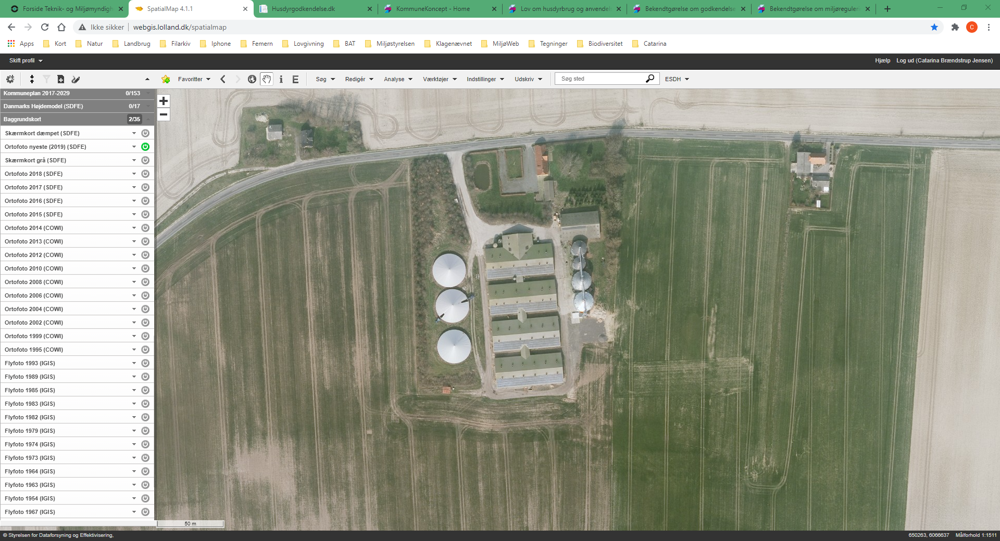 Forside Teknik- og Miljømyndigh
SpatialMap 4.1.1
Husdyrgodkendelse.dk
KommuneKoncept - Home
Lov om husdyrbrug og anvendel
Bekendtgørelse om godkendelse
Bekendtgørelse om miljøreguler
Ikke sikker
webgis.lolland.dk/spatialmap
C
Apps Kort Natur Landbrug Filarkiv Iphone Femern Lovgivning BAT Miljøstyrelsen Klagenævnet MiljøWeb Tegninger Biodiversitet Catarina
Skift profil
Hjælp Log ud (Catarina Brændstrup Jensen)
Favoritter i E Søg Redigér Analyse Værktøjer Indstillinger Udskriv Søg sted ESDH
Kommuneplan 2017-2029 0/153
Danmarks Højdemodel (SDFE) 0/17
Baggrundskort 2/35
Skærmkort dæmpet (SDFE)
Ortofoto nyeste (2019) (SDFE)
Skærmkort grå (SDFE)
Ortofoto 2018 (SDFE)
Ortofoto 2017 (SDFE)
Ortofoto 2016 (SDFE)
Ortofoto 2015 (SDFE)
Ortofoto 2014 (COWI)
Ortofoto 2013 (COWI)
Ortofoto 2012 (COWI)
Ortofoto 2010 (COWI)
Ortofoto 2008 (COWI)
Ortofoto 2006 (COWI)
Ortofoto 2004 (COWI)
Ortofoto 2002 (COWI)
Ortofoto 1999 (COWI)
Ortofoto 1995 (COWI)
Flyfoto 1993 (IGIS)
Flyfoto 1989 (IGIS)
Flyfoto 1985 (IGIS)
Flyfoto 1983 (IGIS)
Flyfoto 1982 (IGIS)
Flyfoto 1979 (IGIS)
Flyfoto 1974 (IGIS)
Flyfoto 1973 (IGIS)
Flyfoto 1964 (IGIS)
Flyfoto 1963 (IGIS)
Flyfoto 1954 (IGIS)
Flyfoto 1967 (IGIS)
50 m
© Styrelsen for Dataforsyning og Effektivisering,
650263, 6066637 Målforhold 1:1511